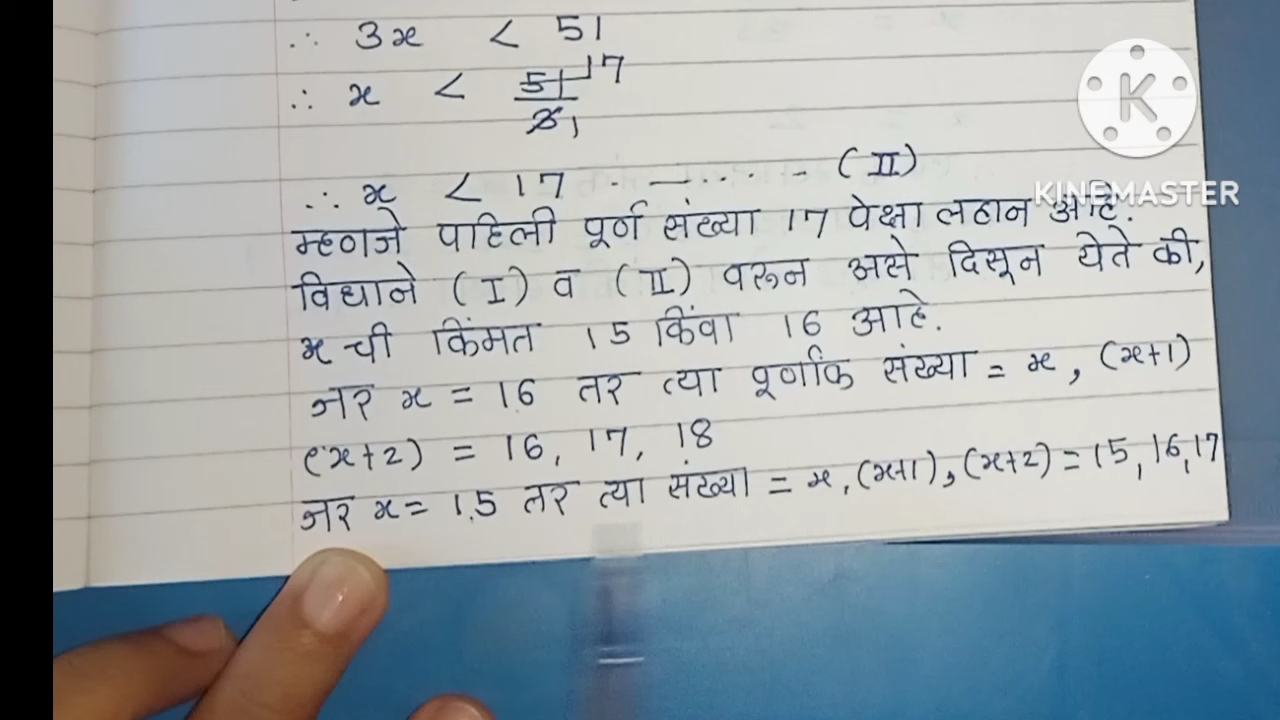 ∴ 3x < 51
∴ x < 51/3 17 1
∴ x < 17 ........ (II)
म्हणजे पाहिली पूर्ण संख्या 17 पेक्षा लहान आहे.
विधाने (I) व (II) वरून असे दिसून येते की,
x ची किंमत 15 किंवा 16 आहे.
जर x = 16 तर त्या पूर्णांक संख्या = x, (x+1)
(x+2) = 16, 17, 18
जर x = 15 तर त्या संख्या = x, (x+1), (x+2) = 15, 16, 17
K
KINEMASTER